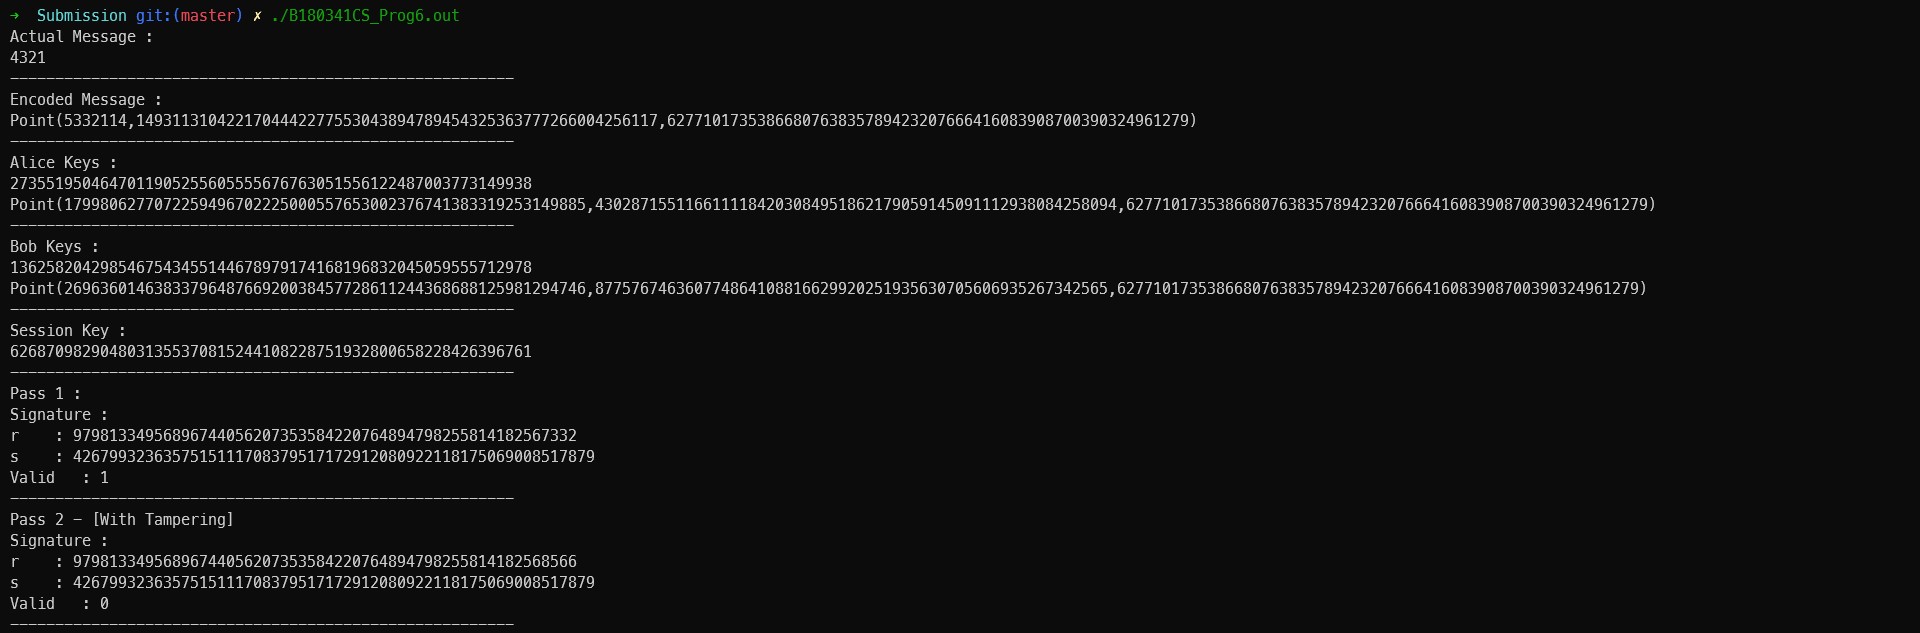 →  Submission git:(master) ✗ ./B180341CS_Prog6.out
Actual Message :
4321
————————————————————————————————————————————————————————
Encoded Message :
Point(5332114,1493113104221704442277553043894789454325363777266004256117,6277101735386680763835789423207666416083908700390324961279)
————————————————————————————————————————————————————————
Alice Keys :
2735519504647011905255605555676763051556122487003773149938
Point(1799806277072259496702225000557653002376741383319253149885,4302871551166111184203084951862179059145091112938084258094,6277101735386680763835789423207666416083908700390324961279)
————————————————————————————————————————————————————————
Bob Keys :
1362582042985467543455144678979174168196832045059555712978
Point(2696360146383379648766920038457728611244368688125981294746,877576746360774864108816629920251935630705606935267342565,6277101735386680763835789423207666416083908700390324961279)
————————————————————————————————————————————————————————
Session Key :
6268709829048031355370815244108228751932800658228426396761
————————————————————————————————————————————————————————
Pass 1 :
Signature :
r    : 97981334956896744056207353584220764894798255814182567332
s    : 4267993236357515111708379517172912080922118175069008517879
Valid   : 1
————————————————————————————————————————————————————————
Pass 2 — [With Tampering]
Signature :
r    : 97981334956896744056207353584220764894798255814182568566
s    : 4267993236357515111708379517172912080922118175069008517879
Valid   : 0
————————————————————————————————————————————————————————